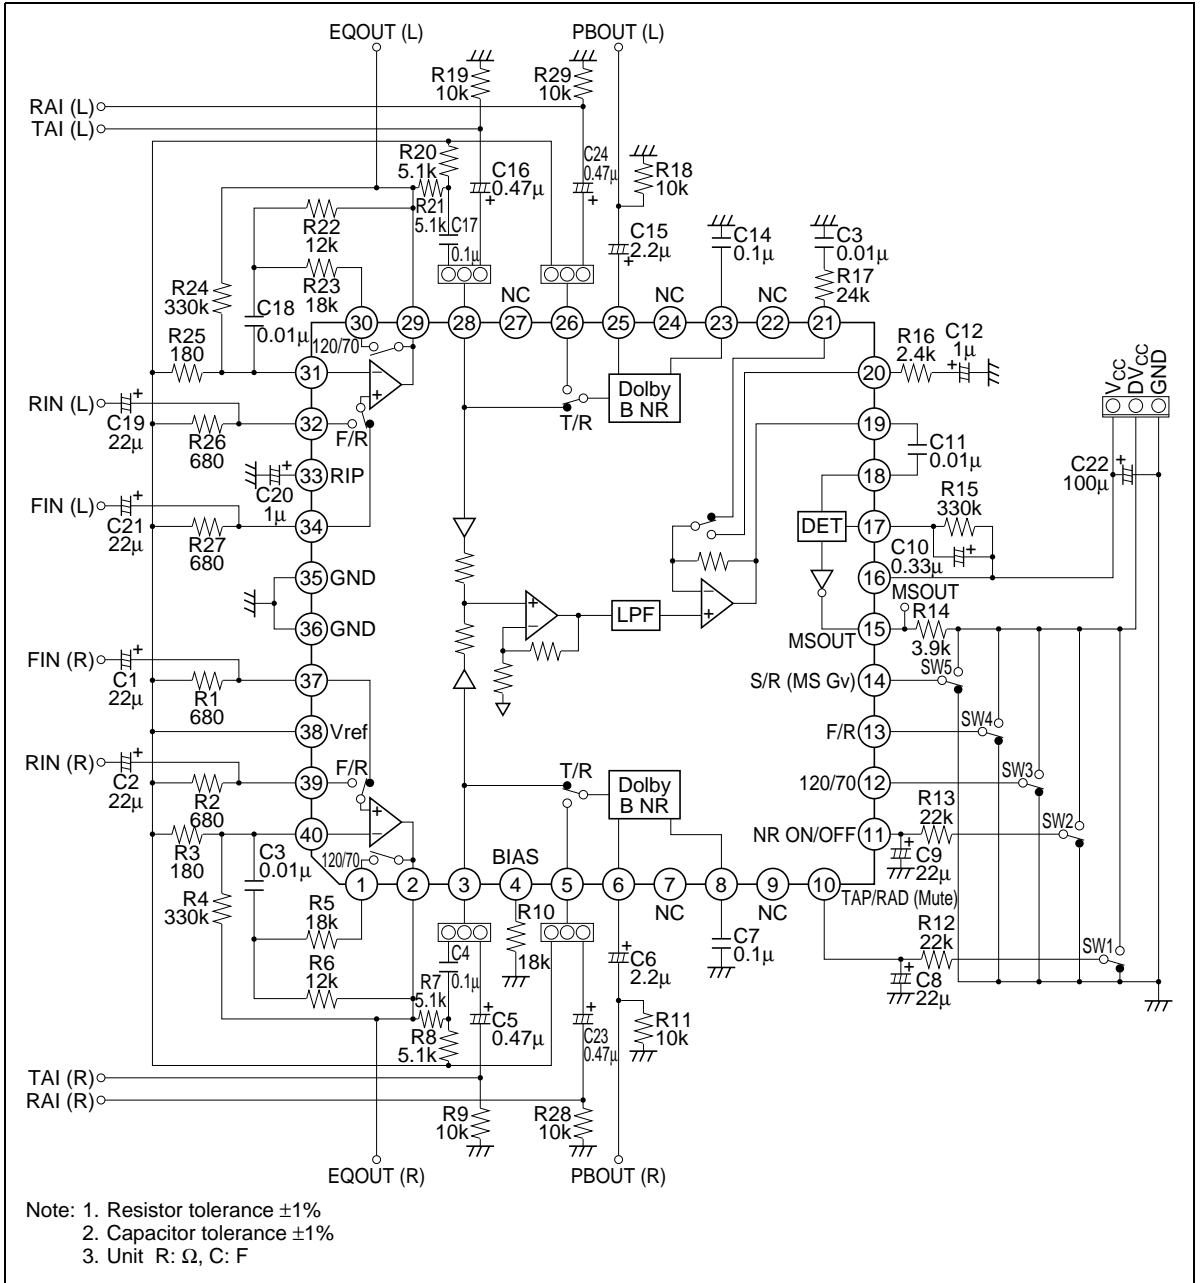 EQOUT (L)
PBOUT (L)
R19
10k
R29
10k
RAI (L)
TAI (L)
R20
5.1k
C16
0.47µ
C24
0.47µ
R18
10k
R21
5.1k
C17
0.1µ
R22
12k
C15
2.2µ
C14
0.1µ
C3
0.01µ
R23
18k
R17
24k
R24
330k
C18
0.01µ
NC
NC
NC
30
29
28
27
26
25
24
23
22
21
R25
180
120/70
31
Dolby
B NR
20
R16
2.4k
C12
1µ
VCC
DVCC
GND
RIN (L)
C19
22µ
R26
680
32
F/R
T/R
19
C11
0.01µ
33
RIP
C20
1µ
18
C22
100µ
FIN (L)
C21
22µ
R27
680
34
DET
17
R15
330k
C10
0.33µ
35
GND
16
MSOUT
36
GND
LPF
15
MSOUT
R14
3.9k
FIN (R)
C1
22µ
R1
680
37
S/R (MS Gv)
14
SW5
38
Vref
F/R
13
SW4
RIN (R)
C2
22µ
R2
680
39
F/R
T/R
Dolby
B NR
120/70
12
SW3
R3
180
40
NR ON/OFF
11
R13
22k
SW2
C3
0.01µ
120/70
BIAS
C9
22µ
R4
330k
1
2
3
4
5
6
7
8
9
10
NC
NC
TAP/RAD (Mute)
R5
18k
R10
18k
R12
22k
SW1
R6
12k
C4
0.1µ
C6
2.2µ
C7
0.1µ
C8
22µ
R7
5.1k
C5
0.47µ
C23
0.47µ
R11
10k
R8
5.1k
TAI (R)
RAI (R)
R9
10k
R28
10k
EQOUT (R)
PBOUT (R)
Note: 1. Resistor tolerance ±1%
2. Capacitor tolerance ±1%
3. Unit R: Ω, C: F